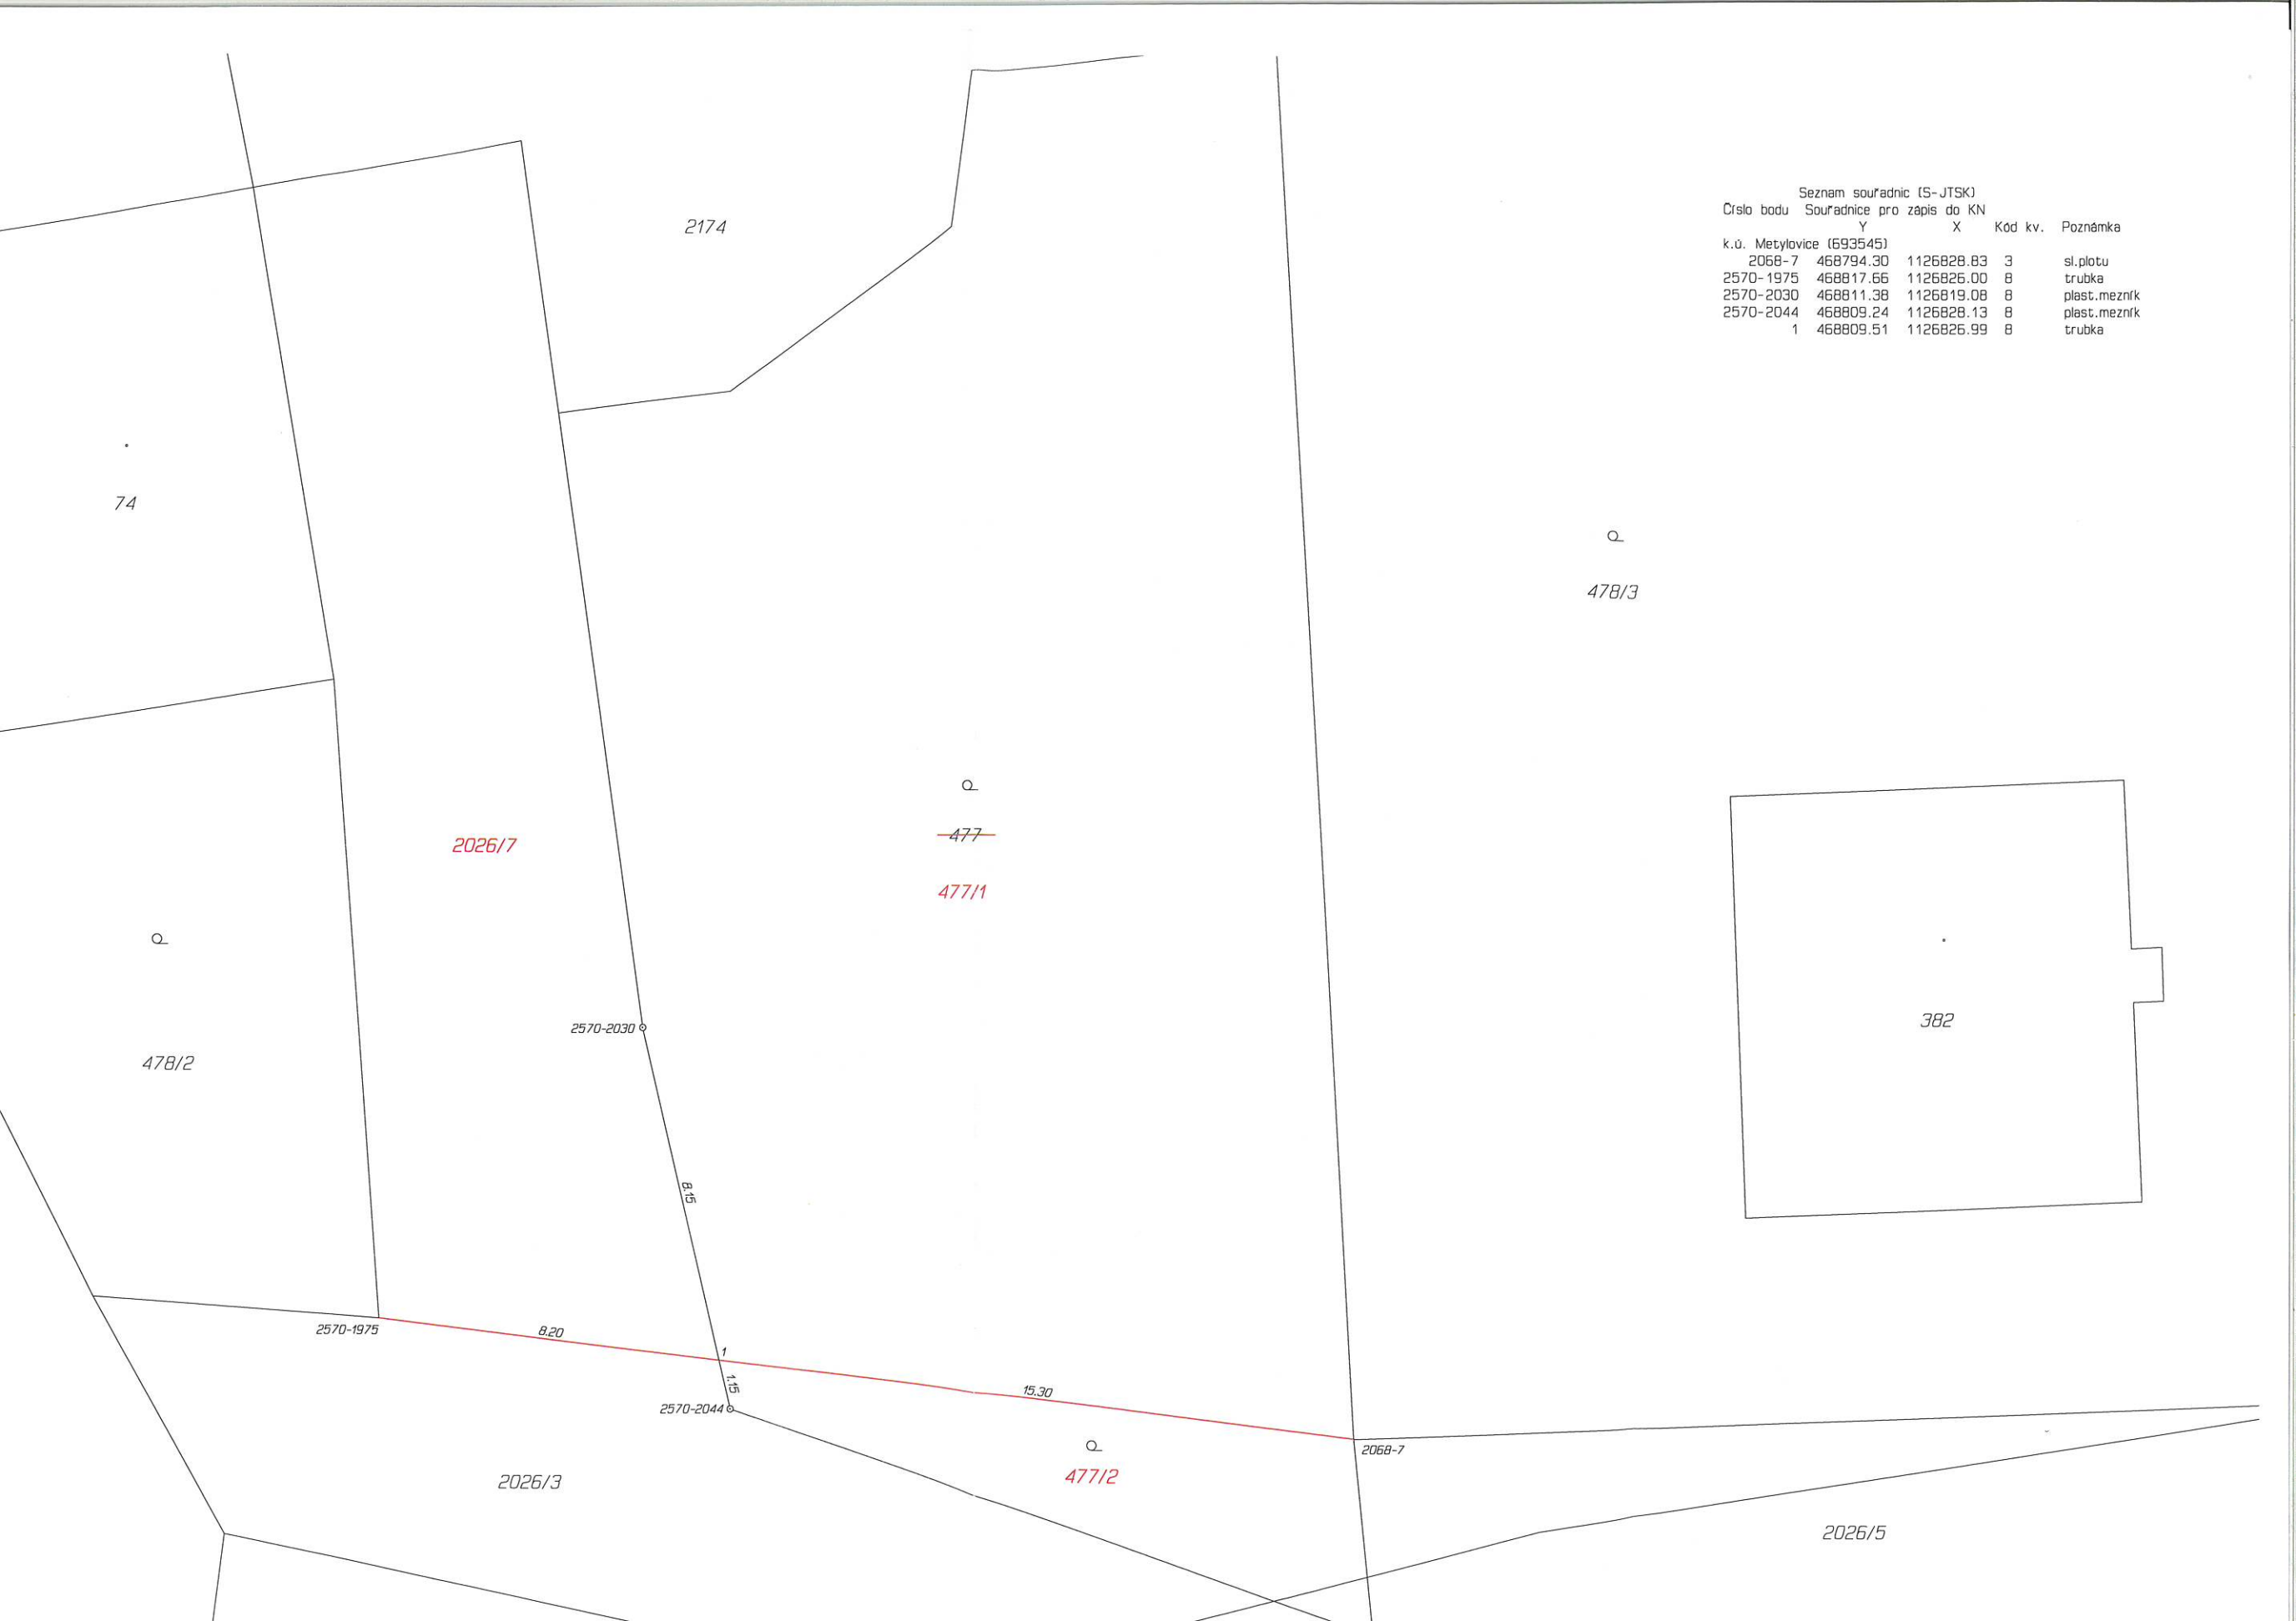 Seznam souřadnic (S-JTSK)
Číslo bodu Souřadnice pro zápis do KN
Y X Kód kv. Poznámka
k.ú. Metylovice (693545)
2068-7 468794.30 1126828.83 3 sl.plotu
2570-1975 468817.66 1126826.00 8 trubka
2570-2030 468811.38 1126819.08 8 plast.mezník
2570-2044 468809.24 1126828.13 8 plast.mezník
1 468809.51 1126826.99 8 trubka
2174
74
478/3
477
2026/7
477/1
382
2570-2030
478/2
8.15
2570-1975
8.20
1
1.15
15.30
2570-2044
2068-7
477/2
2026/3
2026/5